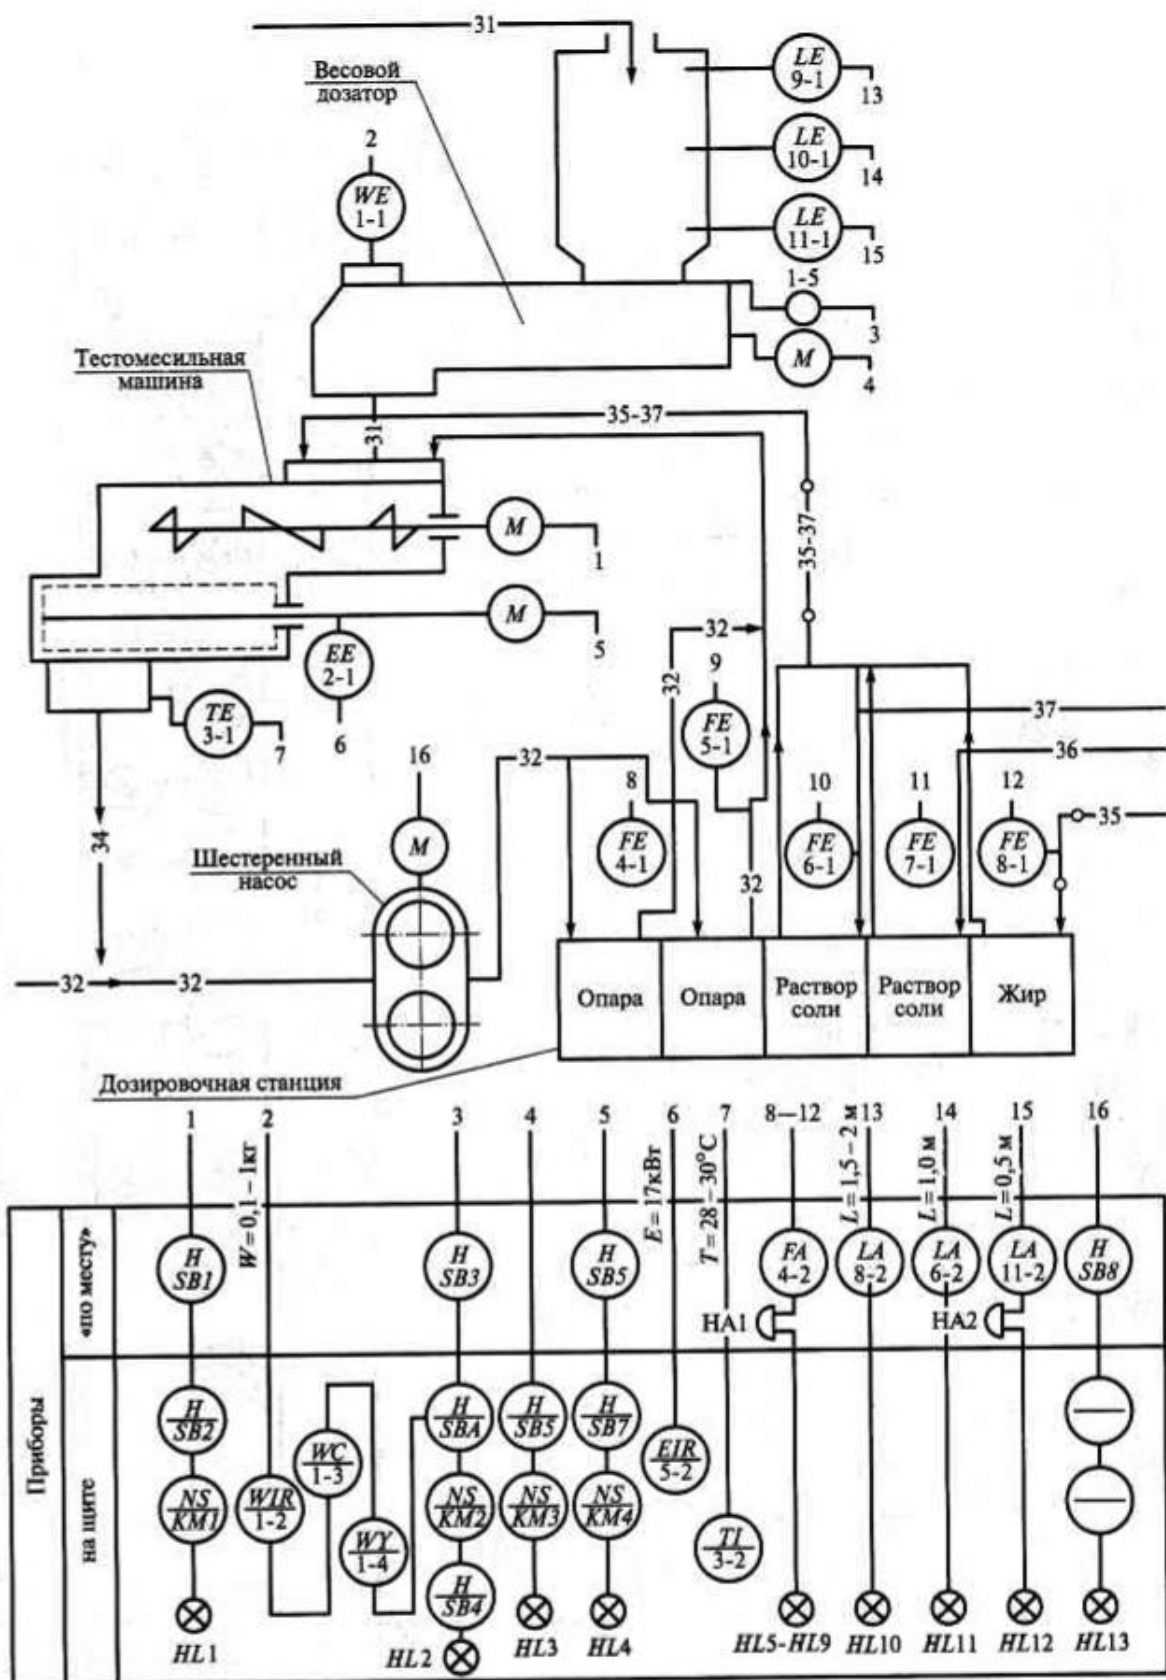 31
Весовой
дозатор
LE
9-1
13
2
LE
10-1
14
WE
1-1
LE
11-1
15
1-5
3
Тестомесильная
машина
M
4
35-37
31
M
1
35-37
M
5
32
EE
2-1
9
32
TE
3-1
7
6
FE
5-1
37
16
32
36
8
10
11
12
35
M
FE
4-1
FE
6-1
FE
7-1
FE
8-1
34
Шестеренный
насос
32
32
32
Опара
Опара
Раствор
соли
Раствор
соли
Жир
Дозировочная станция
1
2
3
4
5
6
7
8—12
13
14
15
16
W=0,1 – 1кг
E = 17кВт
T = 28 – 30°C
L = 1,5 – 2 м
L = 1,0 м
L = 0,5 м
Приборы
«по месту»
H
SB1
H
SB3
H
SB5
FA
4-2
LA
8-2
LA
6-2
LA
11-2
H
SB8
HA1
HA2
на щите
H
SB2
WC
1-3
H
SBA
H
SB5
H
SB7
EIR
5-2
NS
KM1
WIR
1-2
WY
1-4
NS
KM2
NS
KM3
NS
KM4
TI
3-2
H
SB4
HL1
HL2
HL3
HL4
HL5-HL9
HL10
HL11
HL12
HL13